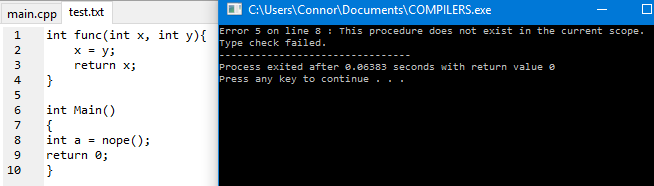 main.cpp test.txt
1 int func(int x, int y){
2 x = y;
3 return x;
4 }
5
6 int Main()
7 {
8 int a = nope();
9 return 0;
10 }
C:\Users\Connor\Documents\COMPILERS.exe
Error 5 on line 8 : This procedure does not exist in the current scope.
Type check failed.
--------------------------------
Process exited after 0.06383 seconds with return value 0
Press any key to continue . . .